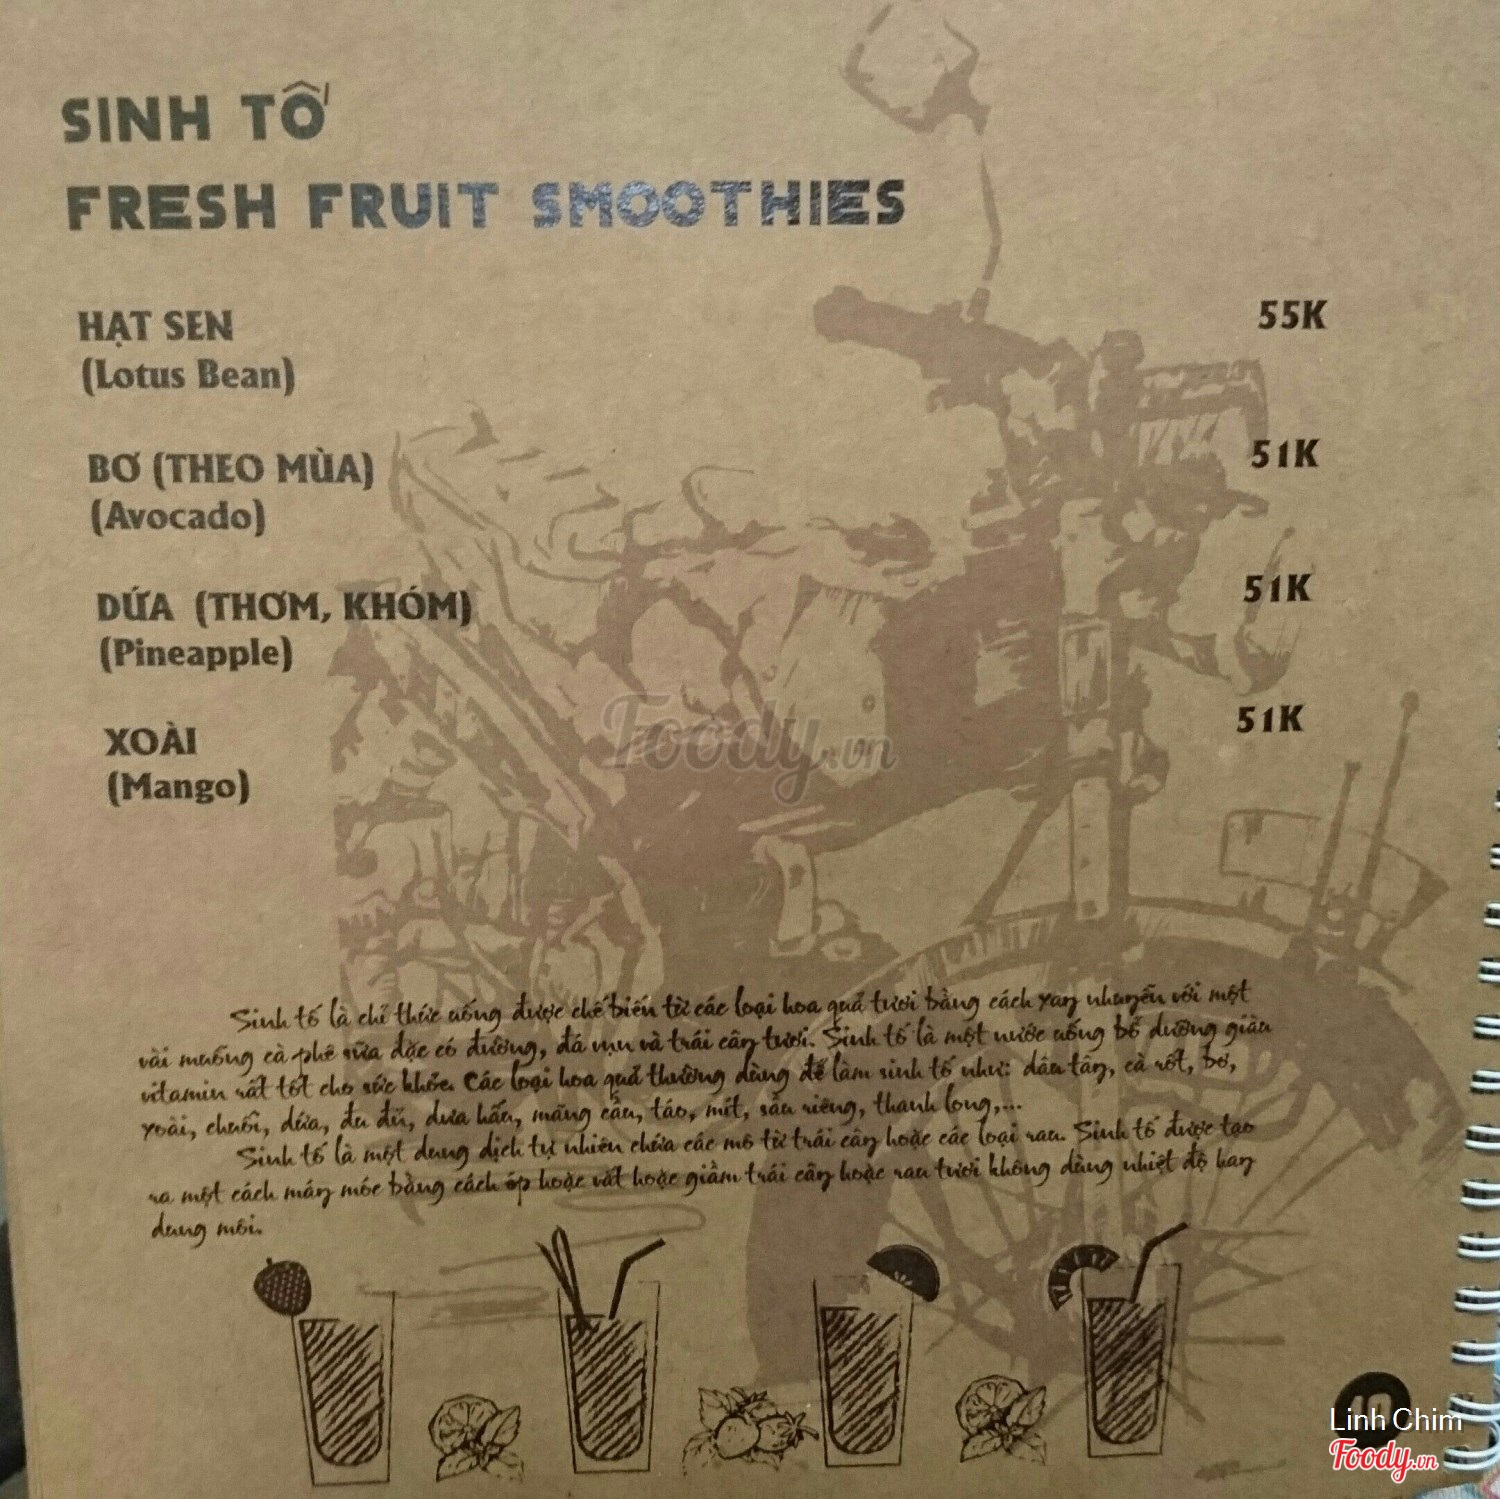 SINH TỐ
FRESH FRUIT SMOOTHIES
HẠT SEN
55K
(Lotus Bean)
BƠ (THEO MÙA)
51K
(Avocado)
DỨA (THƠM, KHÓM)
51K
(Pineapple)
XOÀI
51K
(Mango)
Foody.vn
Sinh tố là chỉ thức uống được chế biến từ các loại hoa quả tươi bằng cách xay nhuyễn với một
vài muỗng cà phê sữa đặc có đường, đá vụn và trái cây tươi. Sinh tố là một nước uống bổ dưỡng giàu
vitamin rất tốt cho sức khỏe. Các loại hoa quả thường dùng để làm sinh tố như: dâu tây, cà rốt, bơ,
xoài, chuối, dứa, đu đủ, dưa hấu, mãng cầu, táo, mít, sầu riêng, thanh long,...
Sinh tố là một dung dịch tự nhiên chứa các mô từ trái cây hoặc các loại rau. Sinh tố được tạo
ra một cách máy móc bằng cách ép hoặc vắt hoặc giầm trái cây hoặc rau tươi không dùng nhiệt độ hay
dung môi.
Linh Chim
Foody.vn